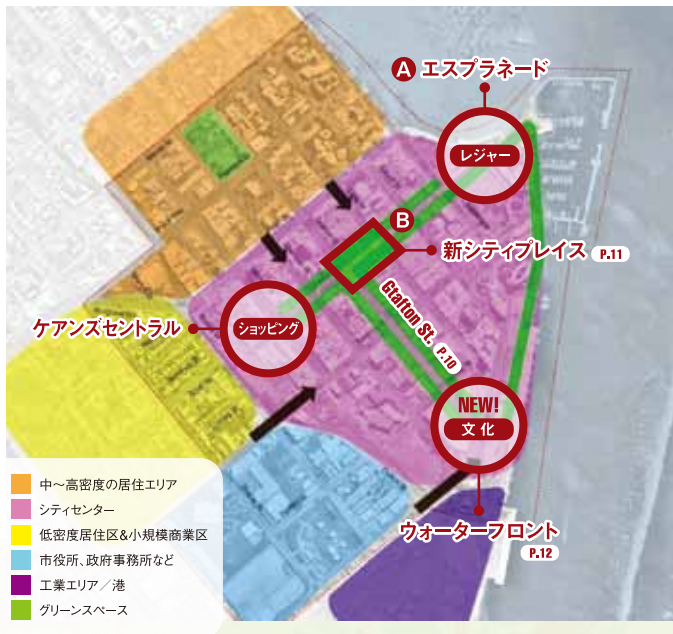 A エスプラネード
レジャー
B
新シティプレイス P.11
Gtafton St. P.10
ケアンズセントラル
ショッピング
NEW!
文化
ウォーターフロント
P.12
中〜高密度の居住エリア
シティセンター
低密度居住区&小規模商業区
市役所、政府事務所など
工業エリア／港
グリーンスペース